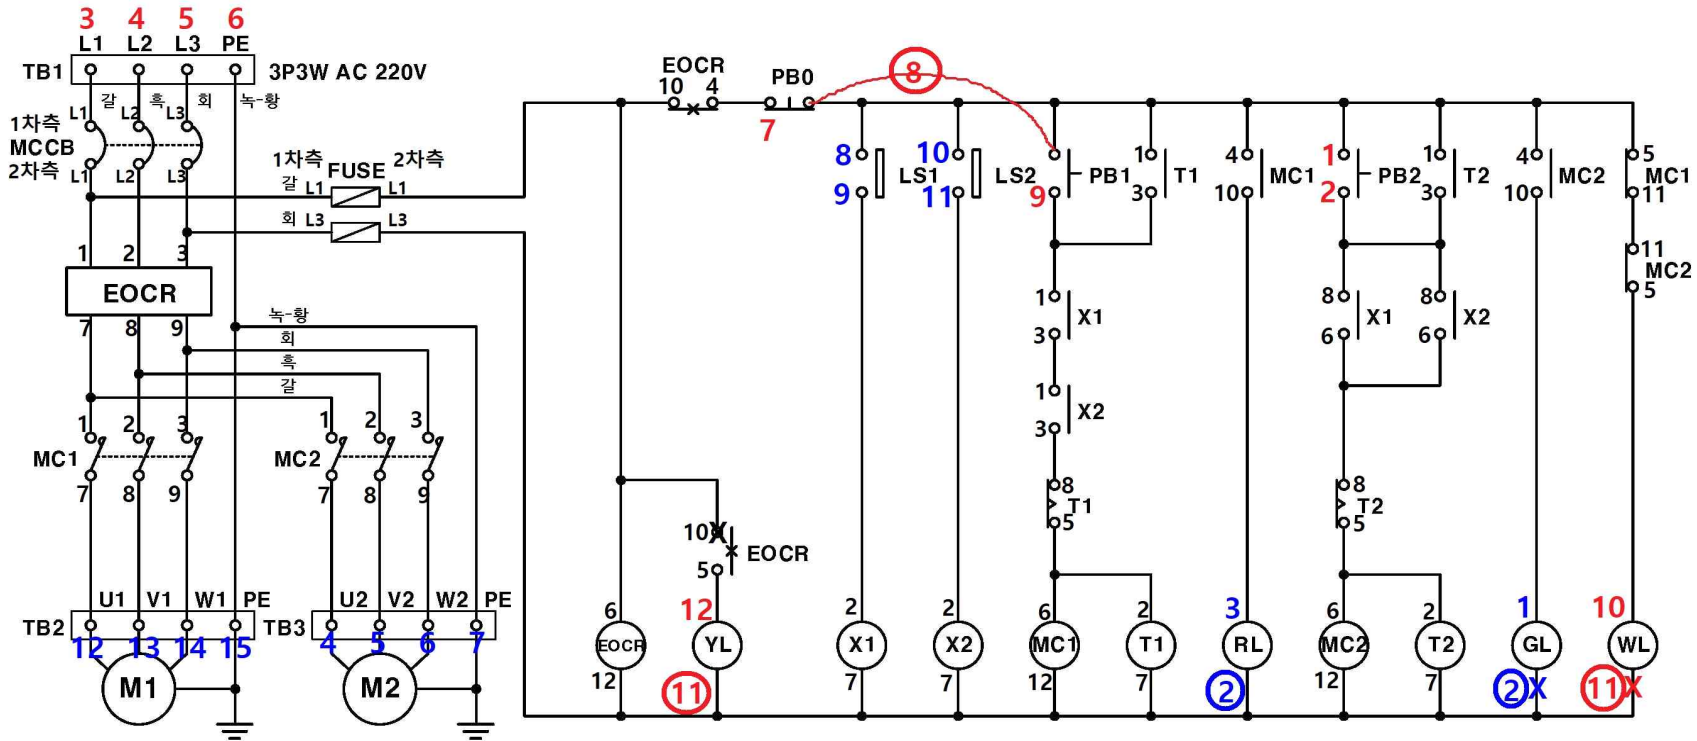 3 4 5 6
L1 L2 L3 PE
TB1 3P3W AC 220V
갈 흑 회 녹-황
L1 L2 L3
1차측
MCCB
2차측
L1 L2 L3
1차측 FUSE 2차측
갈 L1 L1
회 L3 L3
1 2 3
EOCR
7 8 9
녹-황
회
흑
갈
1 2 3
MC1
7 8 9
1 2 3
MC2
7 8 9
U1 V1 W1 PE
TB2 12 13 14 15
M1
U2 V2 W2 PE
TB3 4 5 6 7
M2
EOCR
10 4
PB0
7
8
8
9
LS1
10
11
LS2
9
PB1
1
3
T1
4
10
MC1
1
2
PB2
1
3
T2
4
10
MC2
5
MC1
11
11
MC2
5
1
X1
3
1
X2
3
8
T1
5
8
X1
6
8
X2
6
8
T2
5
10X
EOCR
5
6
EOCR
12
12
YL
11
2
X1
7
2
X2
7
6
MC1
12
2
T1
7
3
RL
2
6
MC2
12
2
T2
7
1
GL
2 X
10
WL
11 X